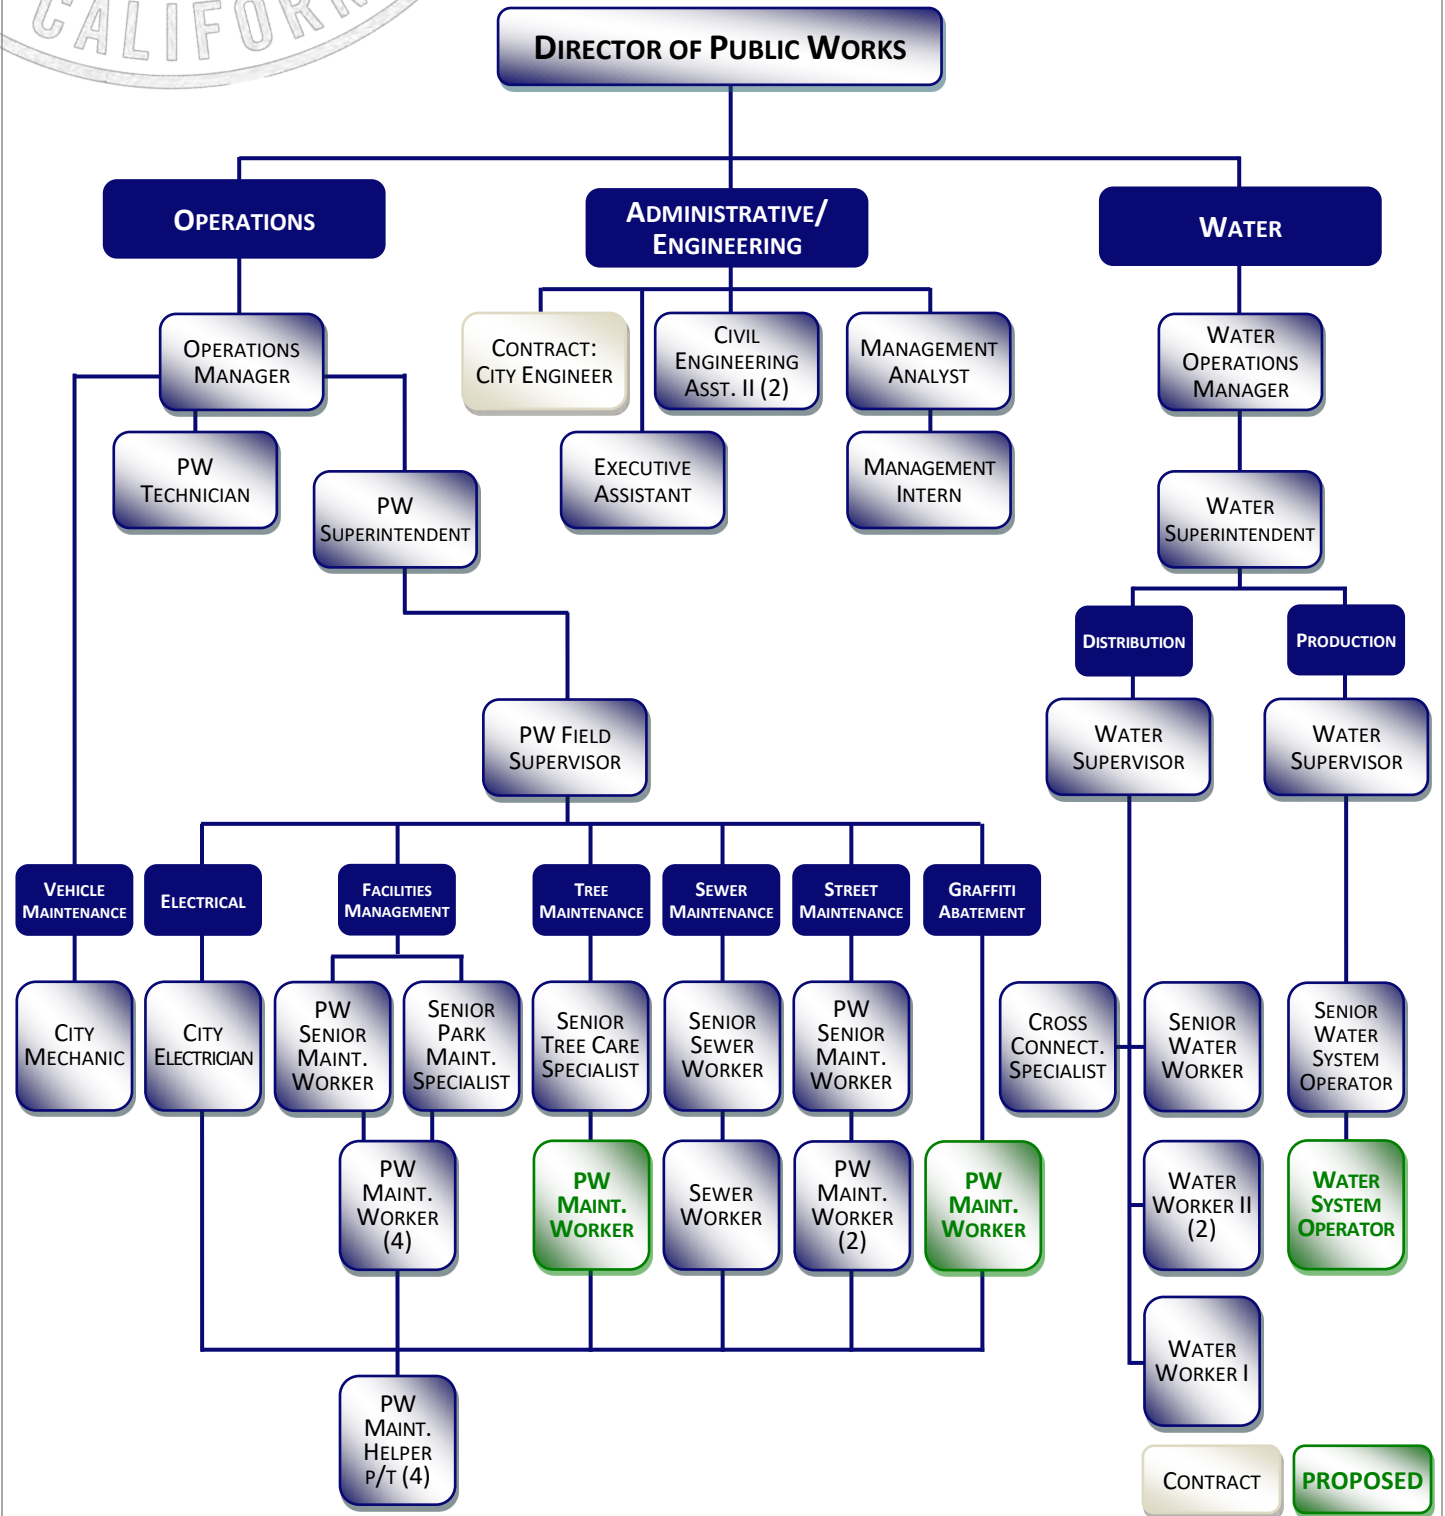 CALIFORN
DIRECTOR OF PUBLIC WORKS
OPERATIONS
ADMINISTRATIVE/
ENGINEERING
WATER
OPERATIONS
MANAGER
CONTRACT:
CITY ENGINEER
CIVIL
ENGINEERING
ASST. II (2)
MANAGEMENT
ANALYST
WATER
OPERATIONS
MANAGER
PW
TECHNICIAN
PW
SUPERINTENDENT
EXECUTIVE
ASSISTANT
MANAGEMENT
INTERN
WATER
SUPERINTENDENT
DISTRIBUTION
PRODUCTION
PW FIELD
SUPERVISOR
WATER
SUPERVISOR
WATER
SUPERVISOR
VEHICLE
MAINTENANCE
ELECTRICAL
FACILITIES
MANAGEMENT
TREE
MAINTENANCE
SEWER
MAINTENANCE
STREET
MAINTENANCE
GRAFFITI
ABATEMENT
CITY
MECHANIC
CITY
ELECTRICIAN
PW
SENIOR
MAINT.
WORKER
SENIOR
PARK
MAINT.
SPECIALIST
SENIOR
TREE CARE
SPECIALIST
SENIOR
SEWER
WORKER
PW
SENIOR
MAINT.
WORKER
CROSS
CONNECT.
SPECIALIST
SENIOR
WATER
WORKER
SENIOR
WATER
SYSTEM
OPERATOR
PW
MAINT.
WORKER
(4)
PW
MAINT.
WORKER
SEWER
WORKER
PW
MAINT.
WORKER
(2)
PW
MAINT.
WORKER
WATER
WORKER II
(2)
WATER
SYSTEM
OPERATOR
WATER
WORKER I
PW
MAINT.
HELPER
P/T (4)
CONTRACT
PROPOSED